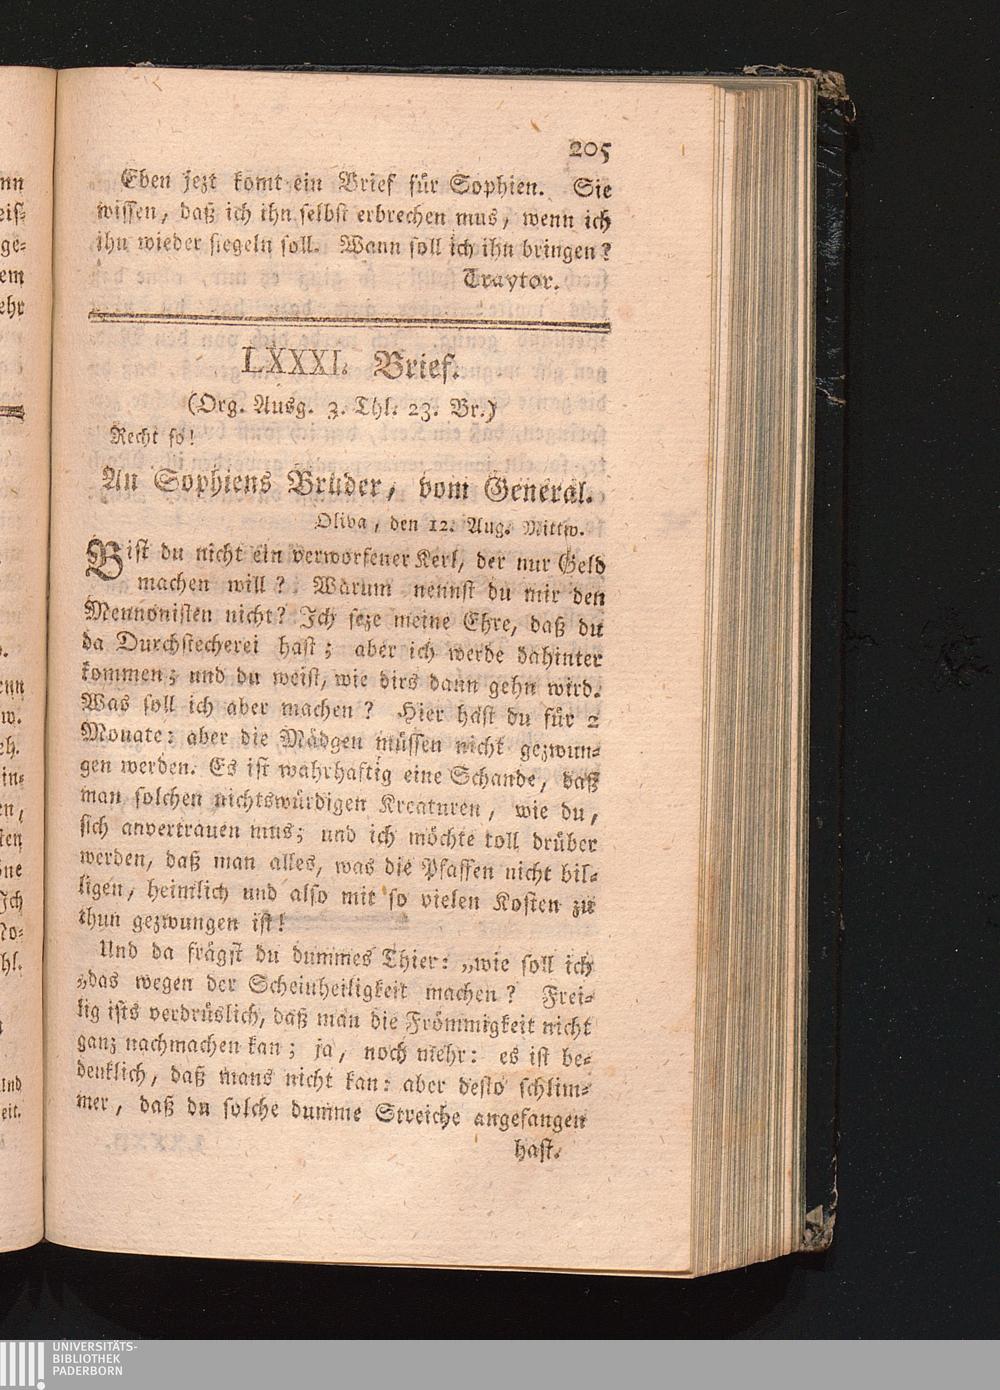 205
Eben jezt komt ein Brief für Sophien. Sie
wissen, daß ich ihn selbst erbrechen mus, wenn ich
ihn wieder siegeln soll. Wann soll ich ihn bringen?
Traytor.
LXXXI. Brief.
(Org. Ausg. 3. Thl. 23. Br.)
Recht so!
An Sophiens Bruder, vom General.
Oliva, den 12. Aug. Mittw.
Bist du nicht ein verworfener Kerl, der nur Geld
machen will? Warum nennst du mir den
Mennonisten nicht? Ich seze meine Ehre, daß du
da Durchstecherei hast; aber ich werde dahinter
kommen; und du weist, wie dirs dann gehn wird.
Was soll ich aber machen? Hier hast du für 2
Monate: aber die Mädgen müssen nicht gezwun-
gen werden. Es ist wahrhaftig eine Schande, daß
man solchen nichtswürdigen Kreaturen, wie du,
sich anvertrauen mus; und ich möchte toll drüber
werden, daß man alles, was die Pfaffen nicht bil-
ligen, heimlich und also mit so vielen Kosten zu
thun gezwungen ist!
Und da frägst du dummes Thier: „wie soll ich
„das wegen der Scheinheiligkeit machen? Frei-
lig ists verdrüslich, daß man die Frömmigkeit nicht
ganz nachmachen kan; ja, noch mehr: es ist be-
denklich, daß mans nicht kan: aber desto schlim-
mer, daß du solche dumme Streiche angefangen
hast.
UNIVERSITÄTS-
BIBLIOTHEK
PADERBORN